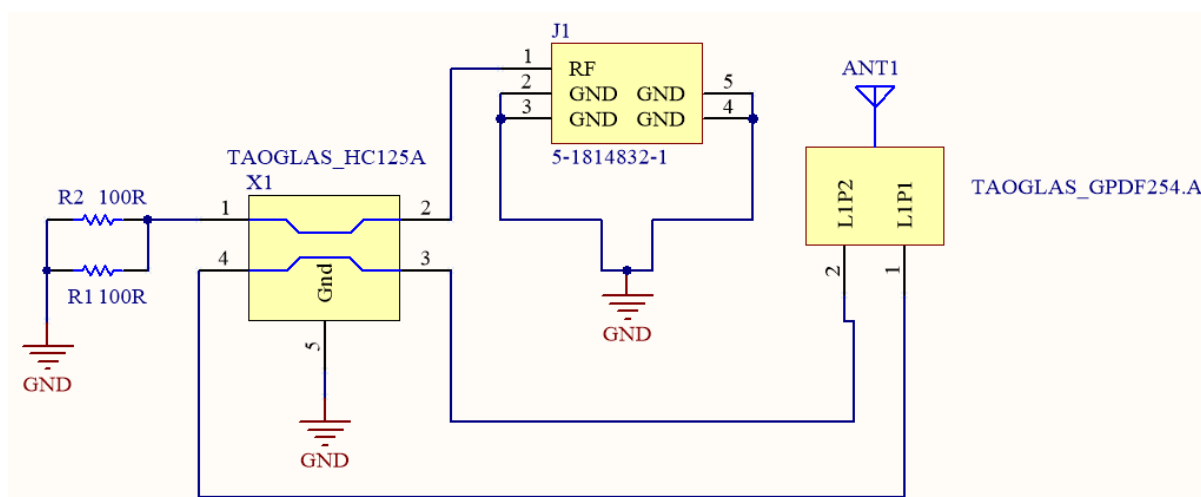 J1
1
RF
2
GND
GND
5
3
GND
GND
4
5-1814832-1
ANT1
L1P2
L1P1
2
1
TAOGLAS_GPDF254.A
TAOGLAS_HC125A
X1
R2 100R
1
2
R1 100R
4
3
Gnd
5
GND
GND
GND